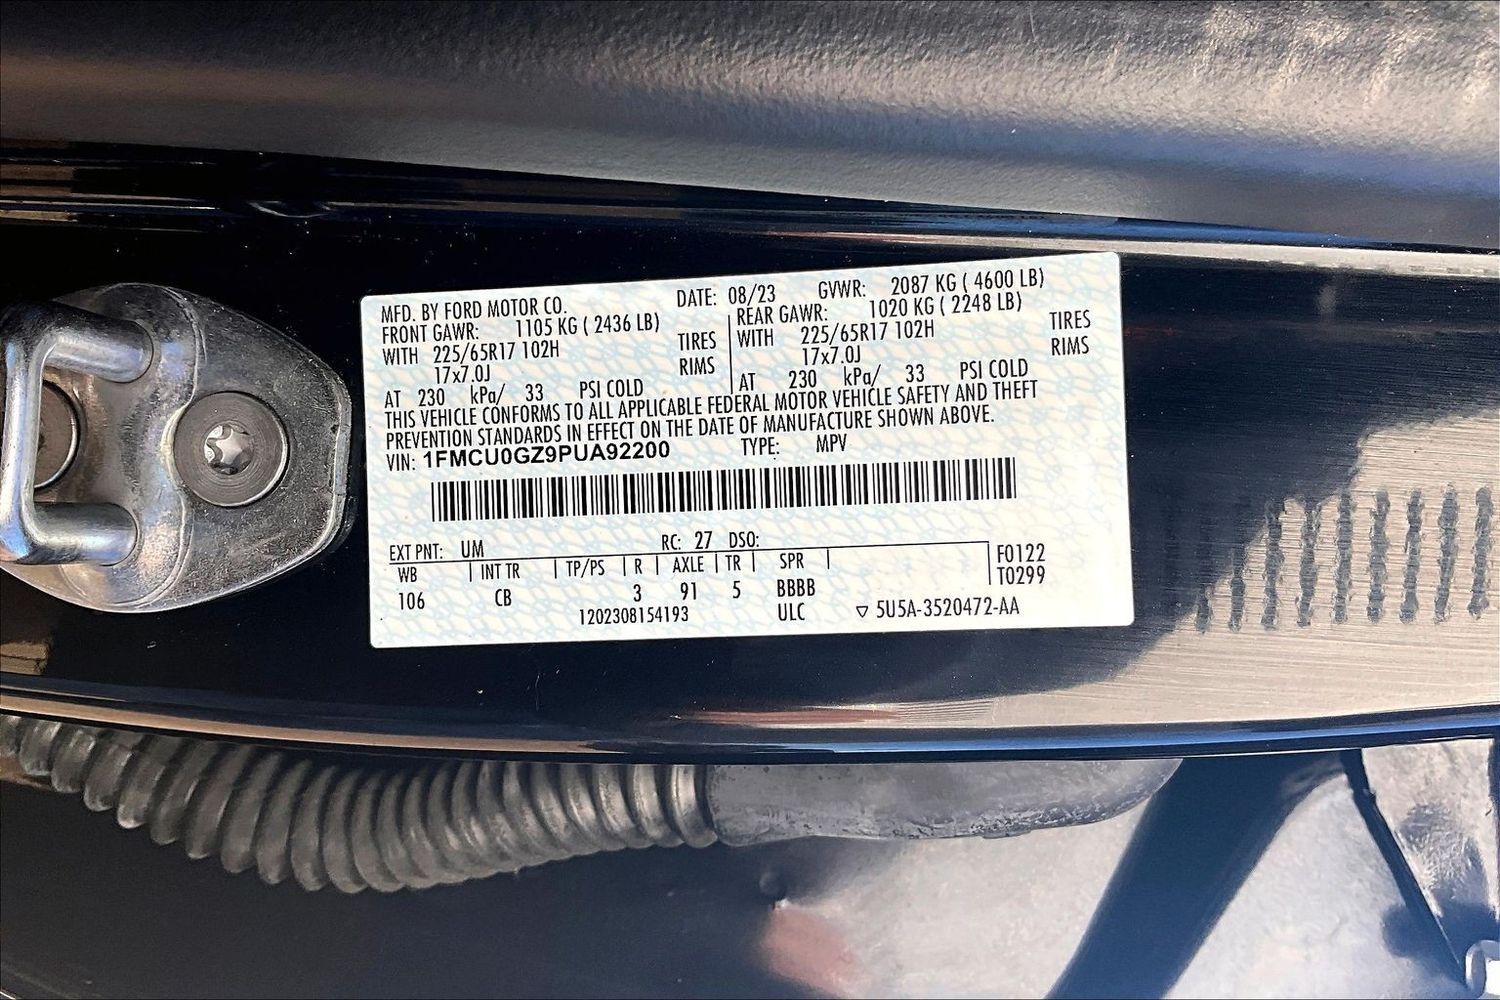 MFD. BY FORD MOTOR CO. DATE: 08/23 GVWR: 2087 KG ( 4600 LB)
FRONT GAWR: 1105 KG ( 2436 LB) REAR GAWR: 1020 KG ( 2248 LB)
WITH 225/65R17 102H TIRES WITH 225/65R17 102H TIRES
17x7.0J RIMS 17x7.0J RIMS
AT 230 kPa/ 33 PSI COLD AT 230 kPa/ 33 PSI COLD
THIS VEHICLE CONFORMS TO ALL APPLICABLE FEDERAL MOTOR VEHICLE SAFETY AND THEFT
PREVENTION STANDARDS IN EFFECT ON THE DATE OF MANUFACTURE SHOWN ABOVE.
VIN: 1FMCU0GZ9PUA92200 TYPE: MPV
EXT PNT: UM RC: 27 DSO:
WB | INT TR | TP/PS | R | AXLE | TR | SPR | F0122
106 CB 3 91 5 BBBB T0299
1202308154193 ULC ▽ 5U5A-3520472-AA